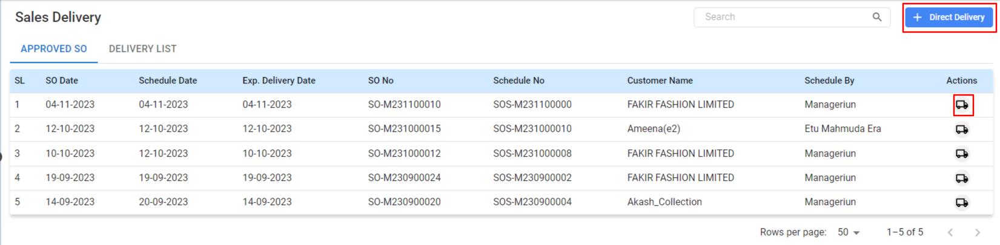 Sales Delivery
Search
Direct Delivery
APPROVED SO DELIVERY LIST
SL SO Date Schedule Date Exp. Delivery Date SO No Schedule No Customer Name Schedule By Actions
1 04-11-2023 04-11-2023 04-11-2023 SO-M231100010 SOS-M231100000 FAKIR FASHION LIMITED Manageriun
2 12-10-2023 12-10-2023 12-10-2023 SO-M231000015 SOS-M231000010 Ameena(e2) Etu Mahmuda Era
3 10-10-2023 12-10-2023 10-10-2023 SO-M231000012 SOS-M231000008 FAKIR FASHION LIMITED Manageriun
4 19-09-2023 19-09-2023 19-09-2023 SO-M230900024 SOS-M230900002 FAKIR FASHION LIMITED Manageriun
5 14-09-2023 20-09-2023 14-09-2023 SO-M230900020 SOS-M230900004 Akash_Collection Manageriun
Rows per page: 50 1–5 of 5